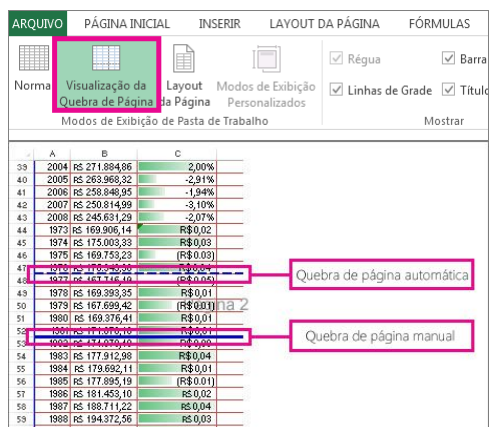 ARQUIVO PÁGINA INICIAL INSERIR LAYOUT DA PÁGINA FÓRMULAS
Normal Visualização da Quebra de Página Layout da Página Modos de Exibição Personalizados
Régua Barra
Linhas de Grade Título
Modos de Exibição de Pasta de Trabalho Mostrar
A B C
39 2004 R$ 271.884,86 2,00%
40 2005 R$ 263.968,32 -2,91%
41 2006 R$ 258.848,95 -1,94%
42 2007 R$ 250.814,99 -3,10%
43 2008 R$ 245.631,29 -2,07%
44 1973 R$ 169.906,14 R$0,02
45 1974 R$ 175.003,33 R$0,03
46 1975 R$ 169.753,23 (R$0.03)
47
48
Quebra de página automática
49 1978 R$ 169.393,35 R$0,01
50 1979 R$ 167.699,42 (R$0.01)
51 1980 R$ 169.376,41 R$0,01
52
53
Quebra de página manual
54 1983 R$ 177.912,98 R$0,04
55 1984 R$ 179.692,11 R$0,01
56 1985 R$ 177.895,19 (R$0.01)
57 1986 R$ 181.453,10 R$0,02
58 1987 R$ 188.711,22 R$0,04
59 1988 R$ 194.372,56 R$0,03